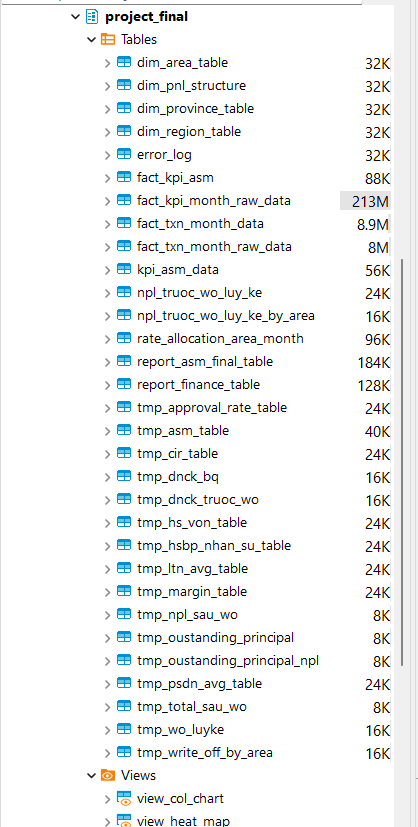 project_final
Tables
dim_area_table 32K
dim_pnl_structure 32K
dim_province_table 32K
dim_region_table 32K
error_log 32K
fact_kpi_asm 88K
fact_kpi_month_raw_data 213M
fact_txn_month_data 8.9M
fact_txn_month_raw_data 8M
kpi_asm_data 56K
npl_truoc_wo_luy_ke 24K
npl_truoc_wo_luy_ke_by_area 16K
rate_allocation_area_month 96K
report_asm_final_table 184K
report_finance_table 128K
tmp_approval_rate_table 24K
tmp_asm_table 40K
tmp_cir_table 24K
tmp_dnck_bq 16K
tmp_dnck_truoc_wo 16K
tmp_hs_von_table 24K
tmp_hsbp_nhan_su_table 24K
tmp_ltn_avg_table 24K
tmp_margin_table 24K
tmp_npl_sau_wo 8K
tmp_oustanding_principal 8K
tmp_oustanding_principal_npl 8K
tmp_psdn_avg_table 24K
tmp_total_sau_wo 8K
tmp_wo_luyke 16K
tmp_write_off_by_area 16K
Views
view_col_chart
view_heat_map